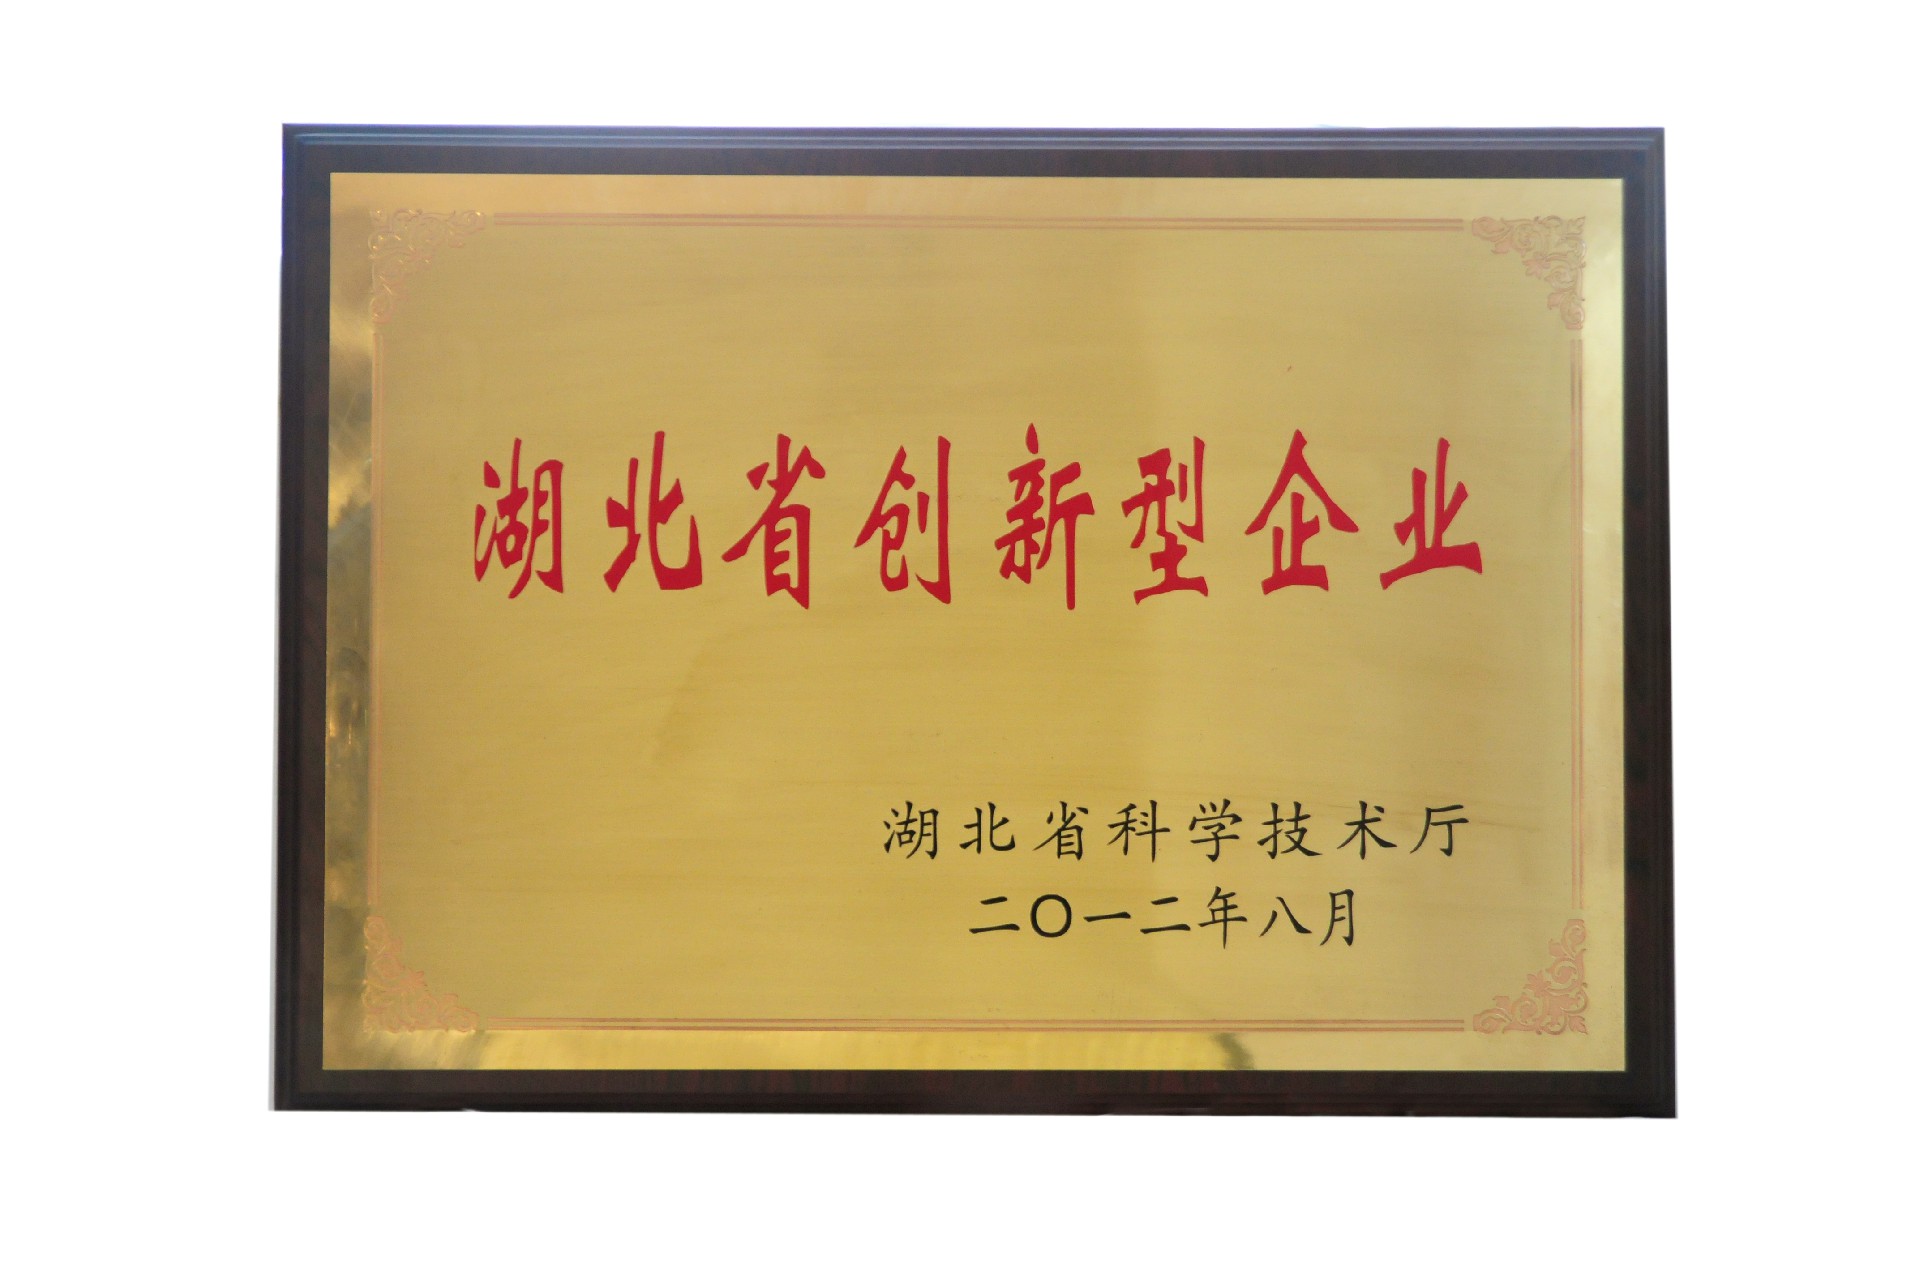 湖北省创新型企业
湖北省科学技术厅
二〇一二年八月